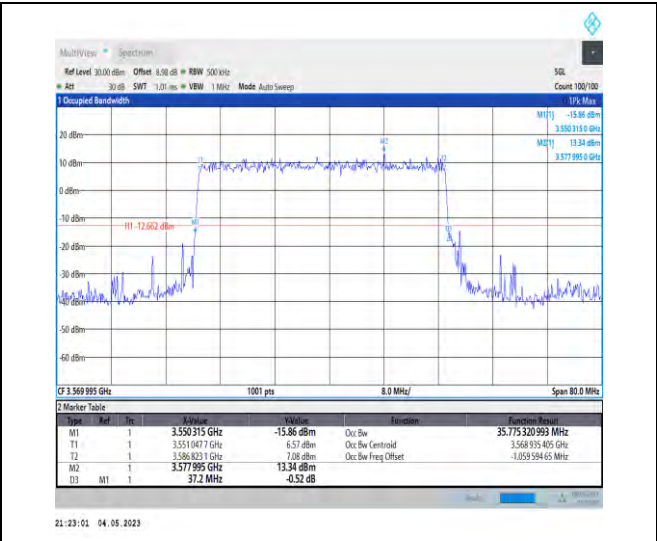 MultiView Spectrum
Ref Level 30.00 dBm Offset 8.98 dB RBW 500 kHz SGL
Att 30 dB SWT 1.01 ms VBW 1 MHz Mode Auto Sweep Count 100/100
1 Occupied Bandwidth 1Pk Max
M1[1] -15.86 dBm
3.550 315 0 GHz
M2[1] 13.34 dBm
3.577 995 0 GHz
20 dBm
M2
10 dBm
T1
0 dBm
-10 dBm
H1 -12.662 dBm
M1
D3
-20 dBm
-30 dBm
-40 dBm
-50 dBm
-60 dBm
CF 3.569 995 GHz 1001 pts 8.0 MHz/ Span 80.0 MHz
2 Marker Table
Type Ref Trc X-Value Y-Value Function Function Result
M1 1 3.550 315 GHz -15.86 dBm Occ Bw 35.775 320 993 MHz
T1 1 3.551 047 7 GHz 6.57 dBm Occ Bw Centroid 3.568 935 405 GHz
T2 1 3.586 823 1 GHz 7.08 dBm Occ Bw Freq Offset -1.059 594 65 MHz
M2 1 3.577 995 GHz 13.34 dBm
D3 M1 1 37.2 MHz -0.52 dB
21:23:01 04.05.2023